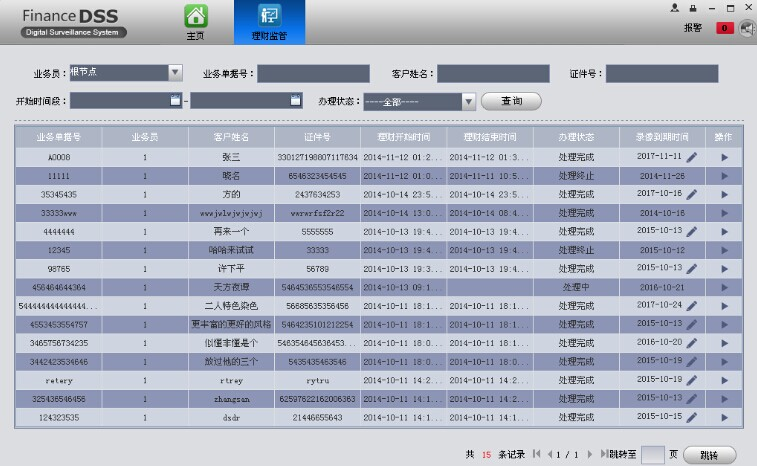 Finance DSS
Digital Surveillance System
主页
理财监管
报警 0
业务员： 根节点 业务单据号： 客户姓名： 证件号：
开始时间段： - 办理状态： ----全部---- 查询
业务单据号 业务员 客户姓名 证件号 理财开始时间 理财结束时间 办理状态 录像到期时间 操作
A0008 1 张三 330127198807117634 2014-11-12 01:2... 2014-11-12 01:3... 处理完成 2017-11-11
11111 1 晓名 6546323454545 2014-11-12 01:0... 2014-11-11 10:5... 处理终止 2014-11-26
35345435 1 方的 2437634253 2014-10-14 23:5... 2014-10-14 23:5... 处理完成 2017-10-16
33333www 1 wwwjwlwjwjwjwj wwrwrfsf2r22 2014-10-14 13:0... 2014-10-14 08:4... 处理完成 2014-10-16
4444444 1 再来一个 5555555 2014-10-13 19:4... 2014-10-13 19:4... 处理完成 2015-10-13
12345 1 哈哈来试试 33333 2014-10-13 19:4... 2014-10-13 19:4... 处理终止 2015-10-12
98765 1 许下平 56789 2014-10-13 19:3... 2014-10-13 19:4... 处理完成 2015-10-13
456464644364 1 天方夜谭 5464536553546554 2014-10-13 09:1... 处理中 2016-10-21
544444444444444... 1 二人特色染色 56685635356456 2014-10-11 18:1... 2014-10-11 18:1... 处理完成 2017-10-24
4553453554757 1 更丰富的更好的风格 5464235101212254 2014-10-11 18:1... 2014-10-11 18:1... 处理完成 2015-10-13
3465756734235 1 似懂非懂是个 546354645636453... 2014-10-11 18:0... 2014-10-11 18:1... 处理完成 2016-10-20
3442423534646 1 放过他的三个 5435435463546 2014-10-11 18:0... 2014-10-11 18:0... 处理完成 2015-10-19
retery 1 rtrey rytru 2014-10-11 14:2... 2014-10-11 14:2... 处理完成 2015-10-19
325436546456 1 zhangsan 62597622162006363 2014-10-11 14:1... 2014-10-11 14:2... 处理完成 2015-10-13
124323535 1 dsdr 21446655643 2014-10-11 14:1... 2014-10-11 14:1... 处理完成 2015-10-15
共 15 条记录 1 / 1 跳转至 页 跳转